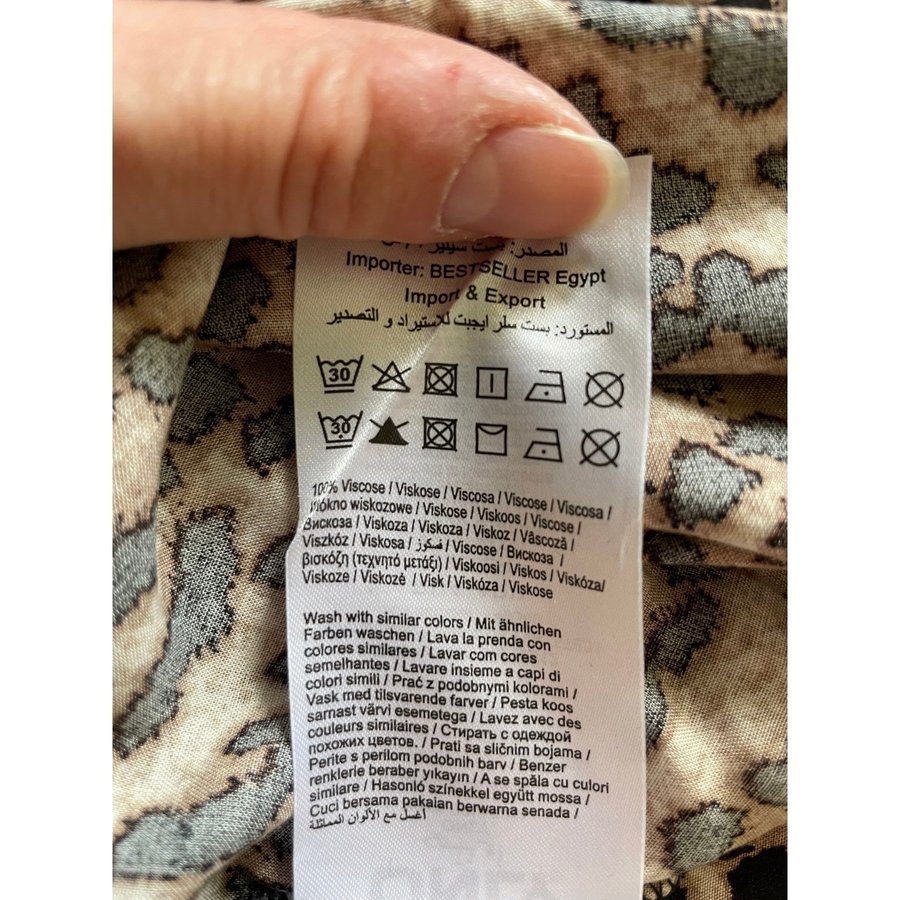 المصدر: بست سيلير
Importer: BESTSELLER Egypt
Import & Export
المستورد: بست سلر ايجبت للاستيراد و التصدير
30
30
100% Viscose / Viskose / Viscosa / Viscose / Viscosa /
Włókno wiskozowe / Viskose / Viskoos / Viscose /
Вискоза / Viskoza / Viskoza / Viskoz / Vâscoză /
Viszkóz / Viskosa / فسكوز / Viscose / Вискоза /
βισκόζη (τεχνητό μετάξι) / Viskoosi / Viskos / Viskóza/
Viskoze / Viskozė / Visk / Viskóza / Viskose
Wash with similar colors / Mit ähnlichen
Farben waschen / Lava la prenda con
colores similares / Lavar com cores
semelhantes / Lavare insieme a capi di
colori simili / Prać z podobnymi kolorami /
Vask med tilsvarende farver / Pesta koos
sarnast värvi esemetega / Lavez avec des
couleurs similaires / Стирать с одеждой
похожих цветов. / Prati sa sličnim bojama /
Perite s perilom podobnih barv / Benzer
renklerle beraber yıkayın / A se spăla cu culori
similare / Hasonló színekkel együtt mossa /
Cuci bersama pakaian berwarna senada /
أغسل مع الألوان المماثلة